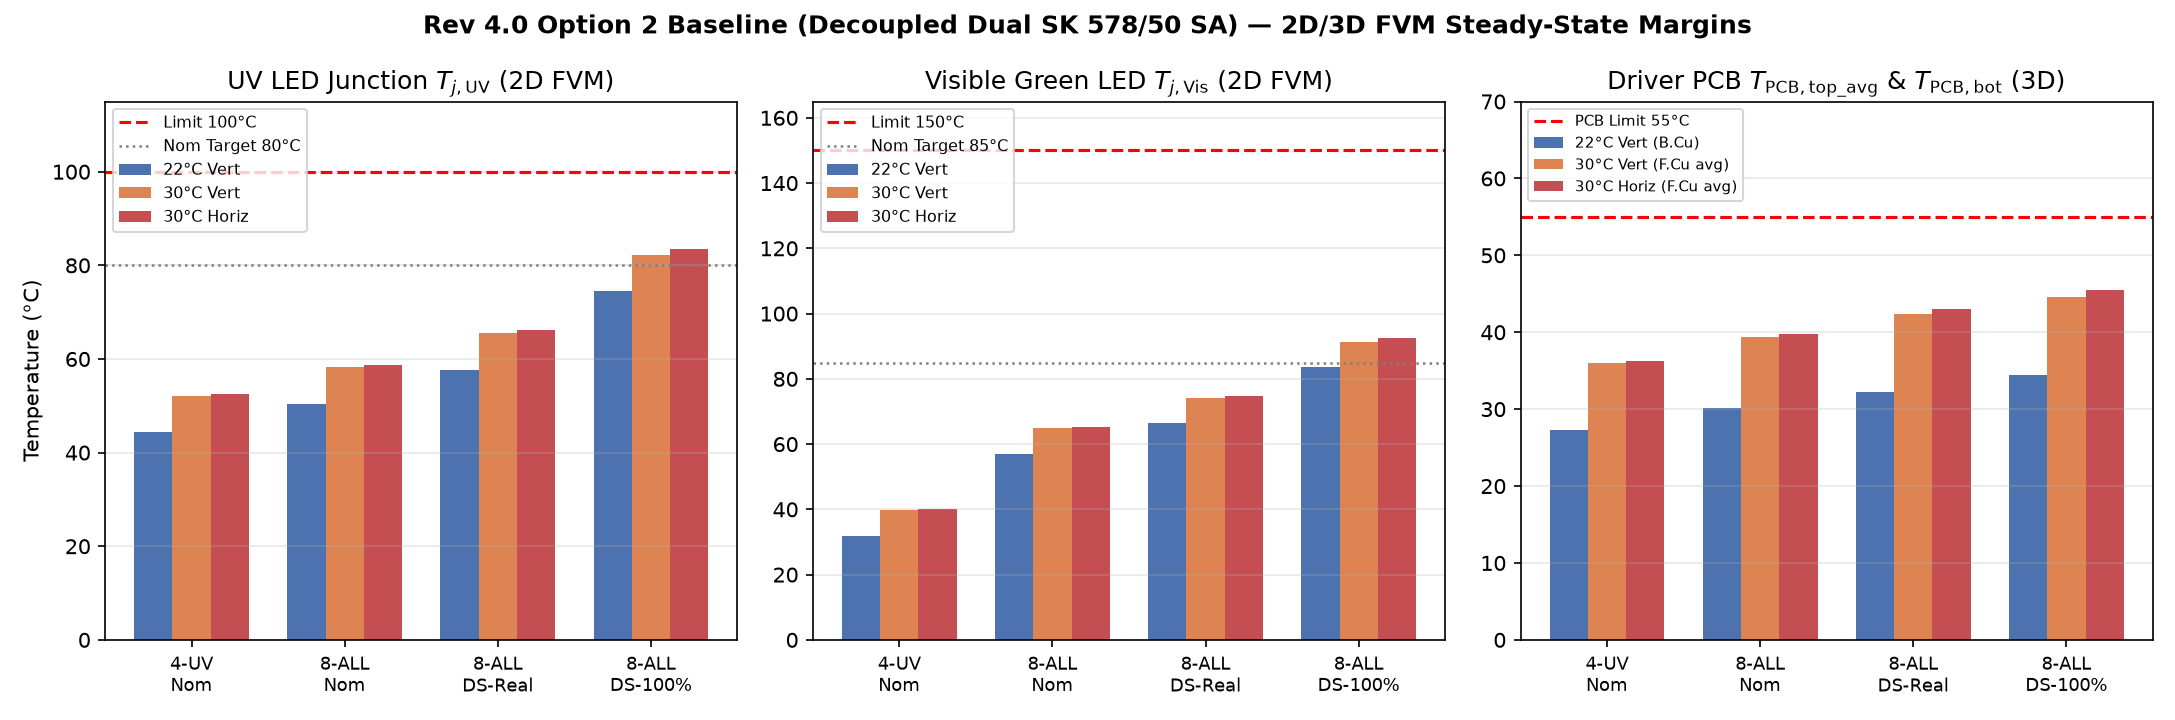 Rev 4.0 Option 2 Baseline (Decoupled Dual SK 578/50 SA) — 2D/3D FVM Steady-State Margins
UV LED Junction T_j,UV (2D FVM)
Temperature (°C)
100
80
60
40
20
0
Limit 100°C
Nom Target 80°C
22°C Vert
30°C Vert
30°C Horiz
4-UV
Nom
8-ALL
Nom
8-ALL
DS-Real
8-ALL
DS-100%
Visible Green LED T_j,Vis (2D FVM)
160
140
120
100
80
60
40
20
0
Limit 150°C
Nom Target 85°C
22°C Vert
30°C Vert
30°C Horiz
4-UV
Nom
8-ALL
Nom
8-ALL
DS-Real
8-ALL
DS-100%
Driver PCB T_PCB,top_avg & T_PCB,bot (3D)
70
60
50
40
30
20
10
0
PCB Limit 55°C
22°C Vert (B.Cu)
30°C Vert (F.Cu avg)
30°C Horiz (F.Cu avg)
4-UV
Nom
8-ALL
Nom
8-ALL
DS-Real
8-ALL
DS-100%